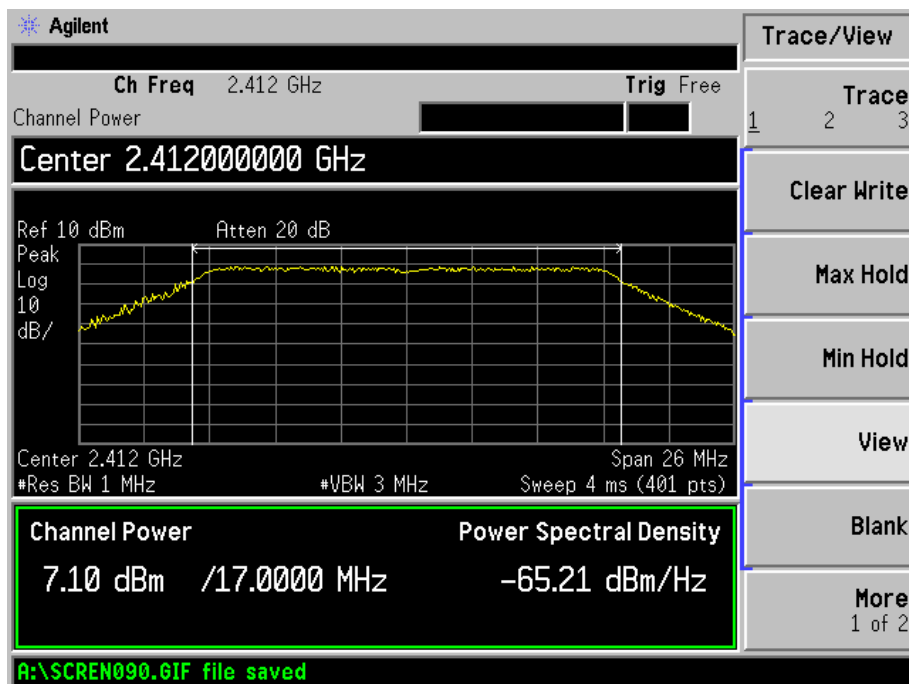 Agilent
Ch Freq 2.412 GHz Trig Free
Channel Power
Center 2.412000000 GHz
Ref 10 dBm Atten 20 dB
Peak
Log
10
dB/
Center 2.412 GHz Span 26 MHz
#Res BW 1 MHz #VBW 3 MHz Sweep 4 ms (401 pts)
Channel Power Power Spectral Density
7.10 dBm /17.0000 MHz -65.21 dBm/Hz
A:\SCREN090.GIF file saved
Trace/View
Trace
1 2 3
Clear Write
Max Hold
Min Hold
View
Blank
More
1 of 2